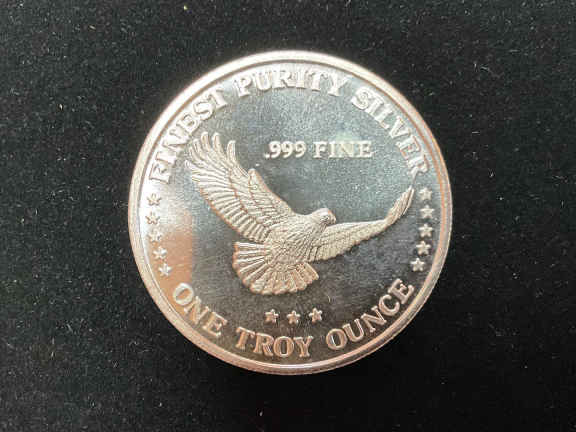 FINEST PURITY SILVER
.999 FINE
ONE TROY OUNCE